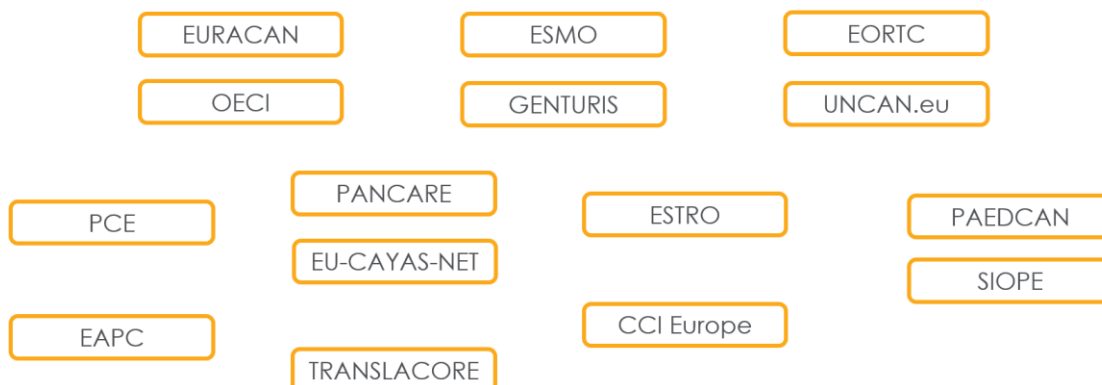 EURACAN
ESMO
EORTC
OECI
GENTURIS
UNCAN.eu
PANCARE
PCE
ESTRO
PAEDCAN
EU-CAYAS-NET
SIOPE
EAPC
CCI Europe
TRANSLACORE